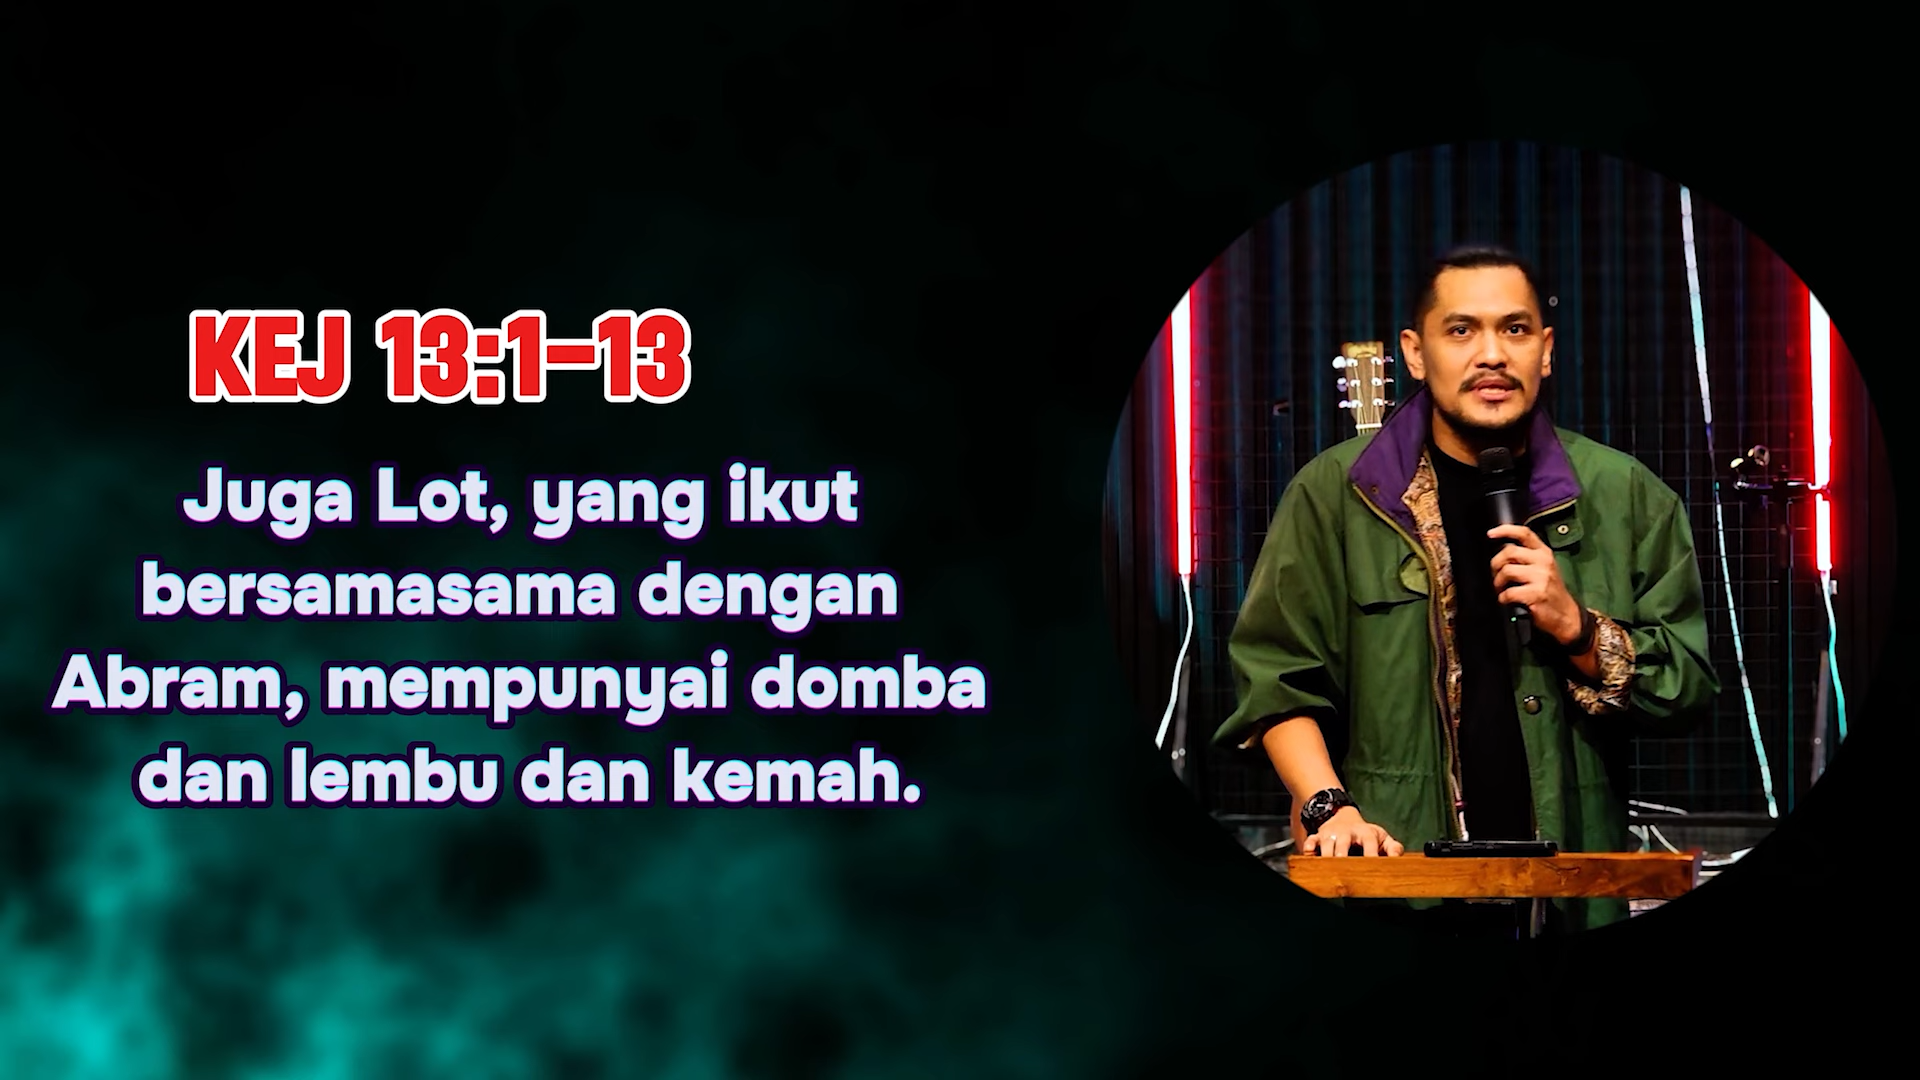 KEJ 13:1-13
Juga Lot, yang ikut
bersamasama dengan
Abram, mempunyai domba
dan lembu dan kemah.